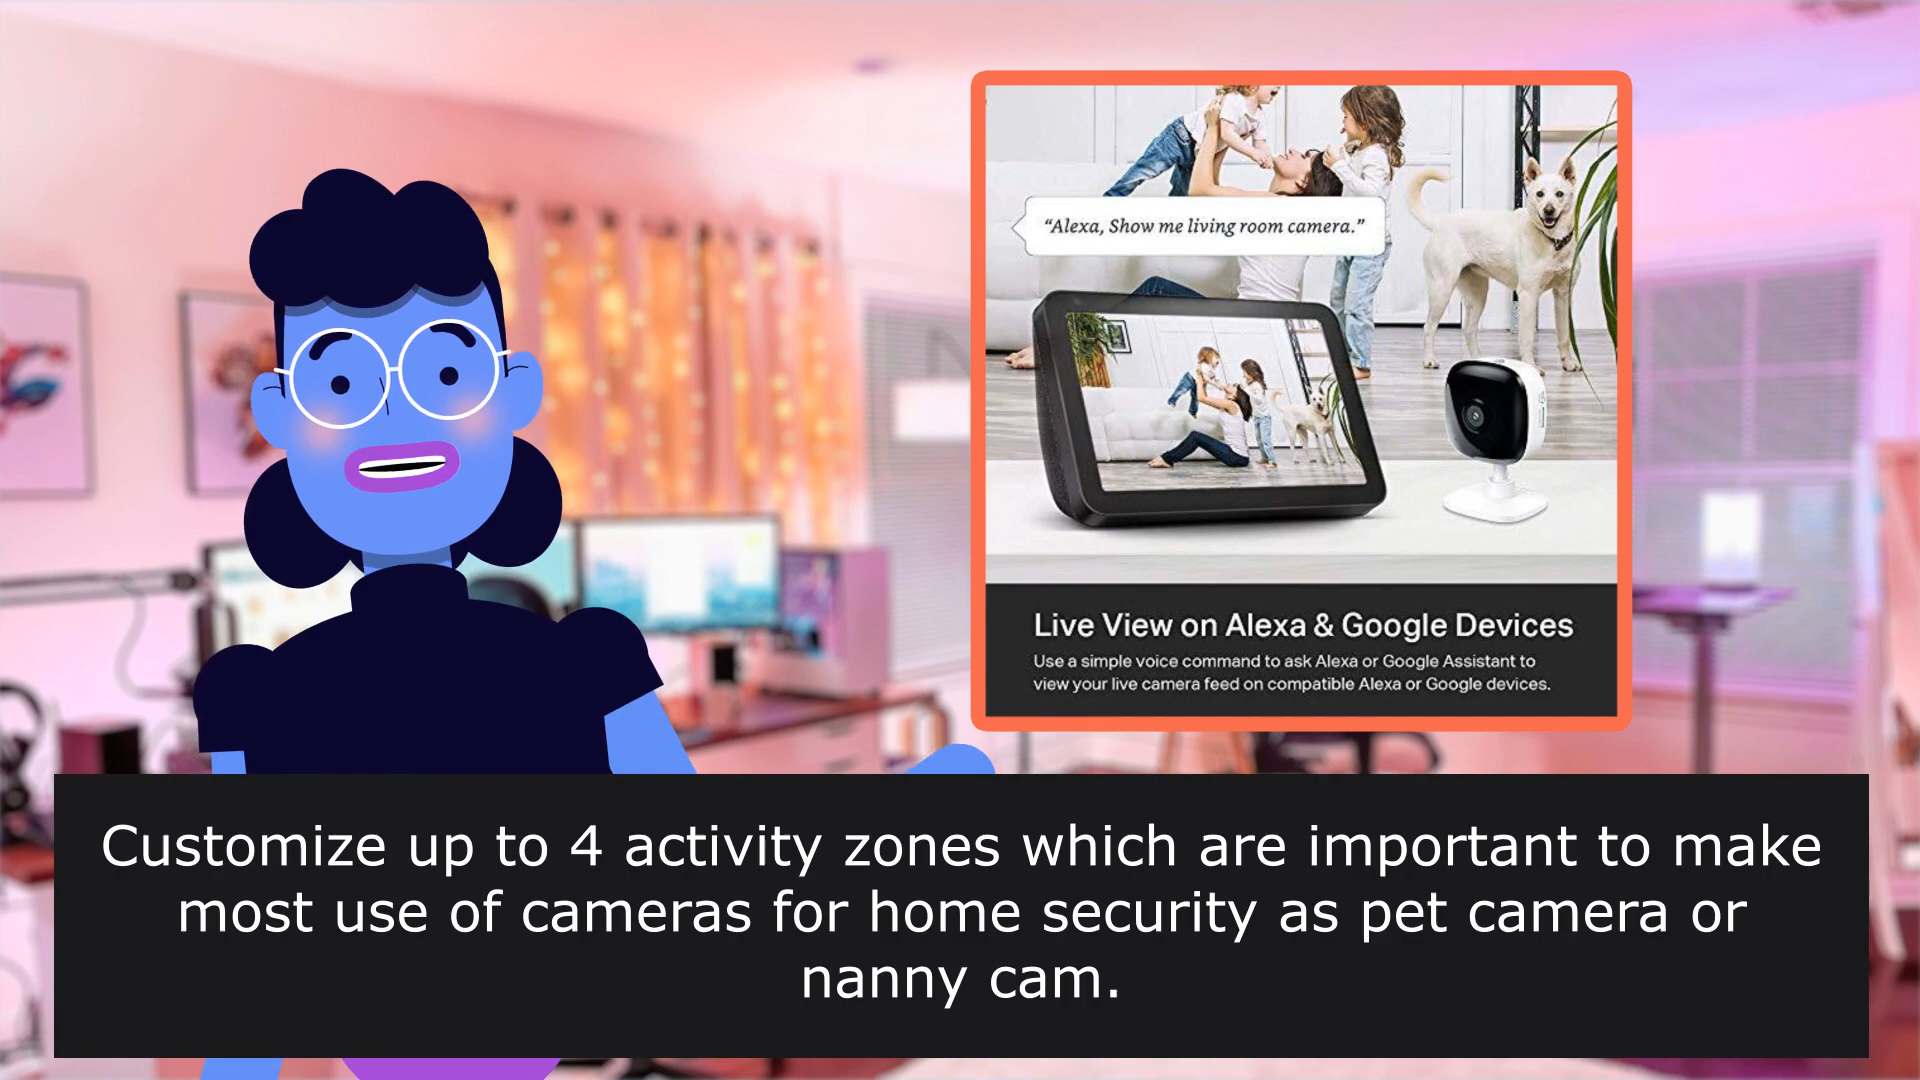 “Alexa, Show me living room camera.”
Live View on Alexa & Google Devices
Use a simple voice command to ask Alexa or Google Assistant to
view your live camera feed on compatible Alexa or Google devices.
Customize up to 4 activity zones which are important to make
most use of cameras for home security as pet camera or
nanny cam.